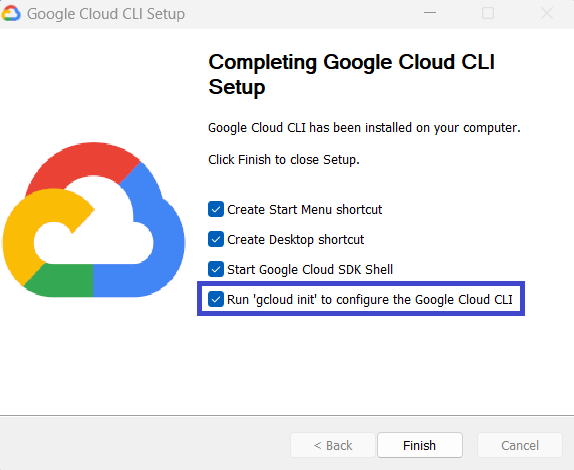 Google Cloud CLI Setup
Completing Google Cloud CLI
Setup
Google Cloud CLI has been installed on your computer.
Click Finish to close Setup.
Create Start Menu shortcut
Create Desktop shortcut
Start Google Cloud SDK Shell
Run 'gcloud init' to configure the Google Cloud CLI
< Back
Finish
Cancel